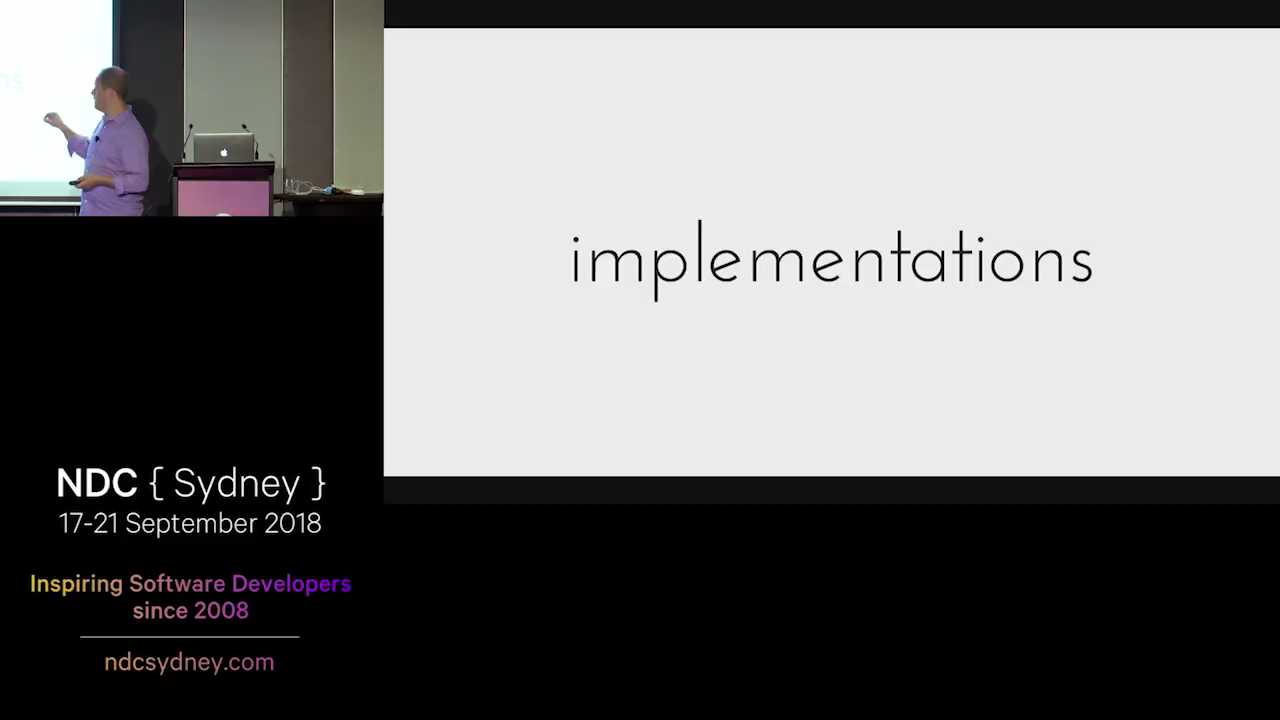 implementations
NDC { Sydney }
17-21 September 2018
Inspiring Software Developers
since 2008
ndcsydney.com